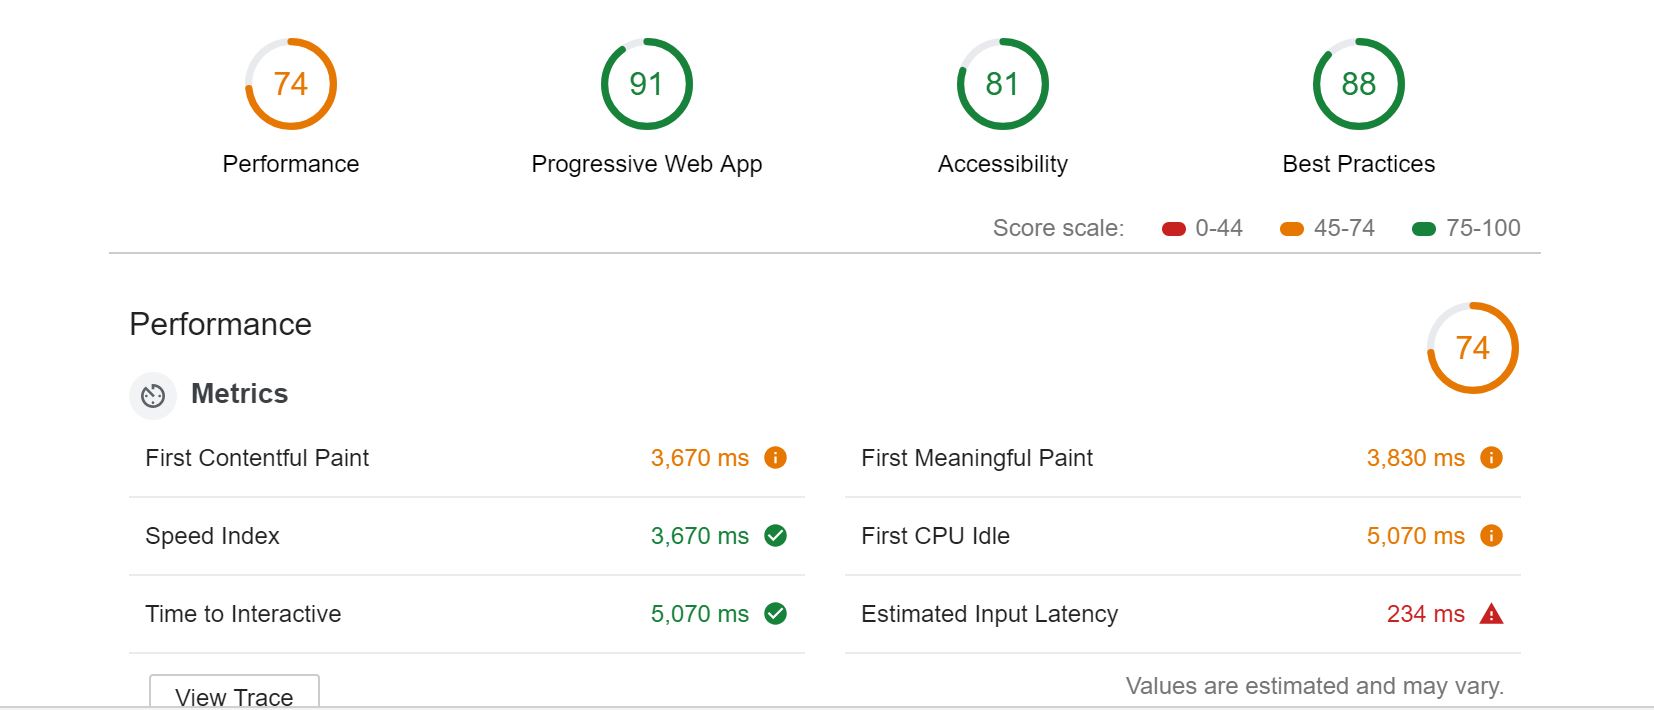 74 91 81 88
Performance Progressive Web App Accessibility Best Practices
Score scale: 0-44 45-74 75-100
Performance 74
Metrics
First Contentful Paint 3,670 ms First Meaningful Paint 3,830 ms
Speed Index 3,670 ms First CPU Idle 5,070 ms
Time to Interactive 5,070 ms Estimated Input Latency 234 ms
View Trace Values are estimated and may vary.